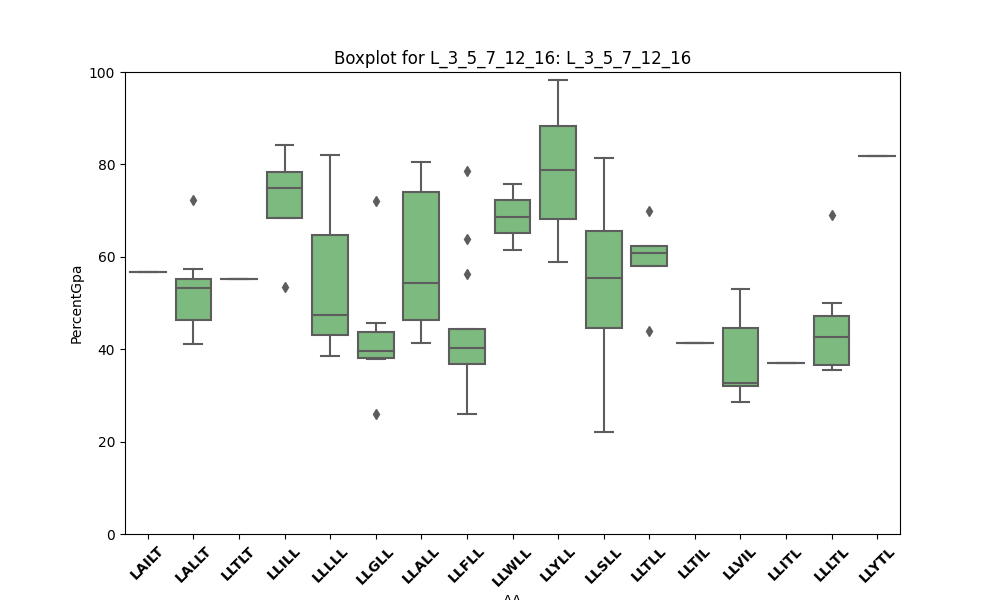 Boxplot for L_3_5_7_12_16: L_3_5_7_12_16
PercentGpa
100
80
60
40
20
0
LAILT
LALLT
LLTLT
LLILL
LLLLL
LLGLL
LLALL
LLFLL
LLWLL
LLYLL
LLSLL
LLTLL
LLTIL
LLVIL
LLITL
LLLTL
LLYTL
AA